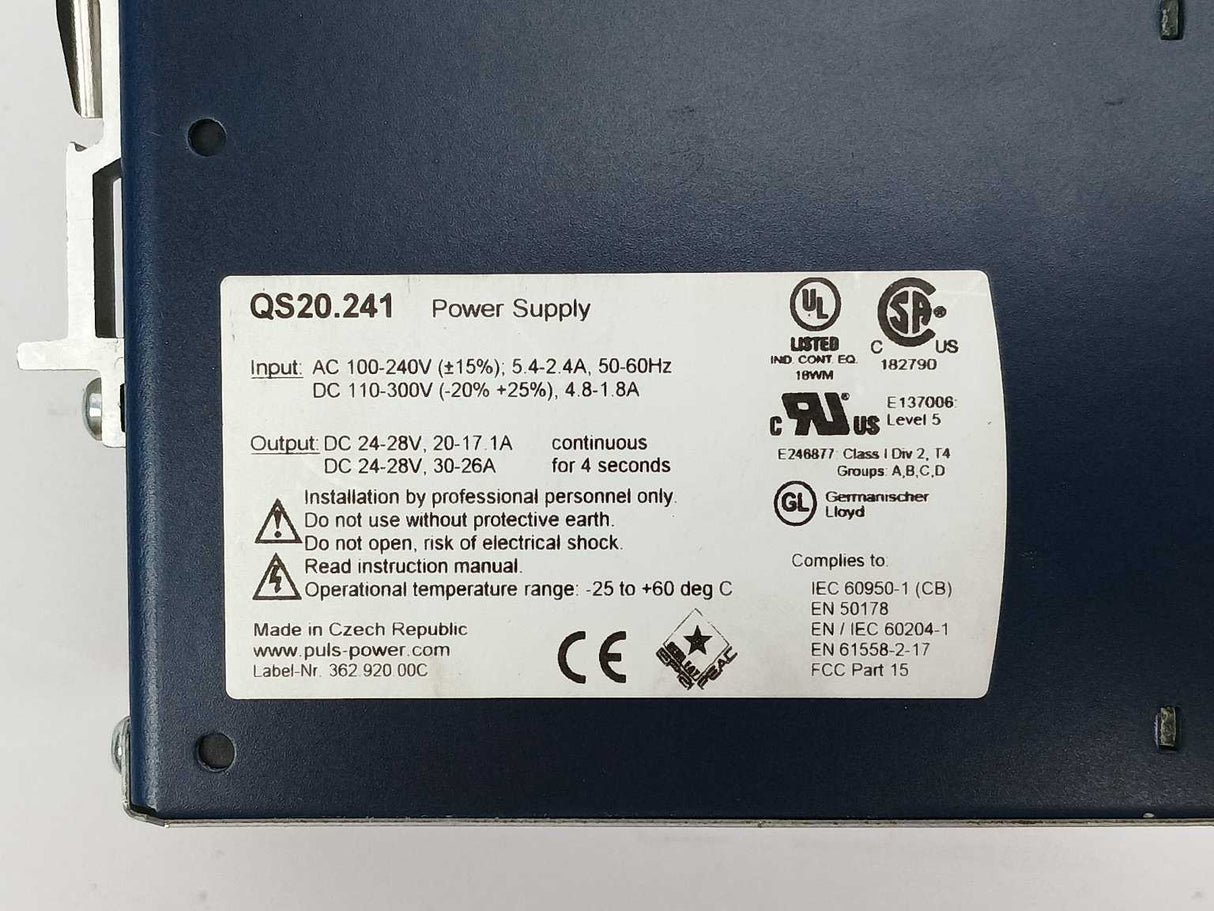 QS20.241 Power Supply
Input: AC 100-240V (±15%); 5.4-2.4A, 50-60Hz
DC 110-300V (-20% +25%), 4.8-1.8A
Output: DC 24-28V, 20-17.1A continuous
DC 24-28V, 30-26A for 4 seconds
Installation by professional personnel only.
Do not use without protective earth.
Do not open, risk of electrical shock.
Read instruction manual.
Operational temperature range: -25 to +60 deg C
Made in Czech Republic
www.puls-power.com
Label-Nr. 362.920.00C
CE
UL
LISTED
IND. CONT. EQ.
18WM
SA®
C US
182790
C RU® US
E137006
Level 5
E246877 Class I Div 2, T4
Groups A,B,C,D
GL Germanischer
Lloyd
Complies to:
IEC 60950-1 (CB)
EN 50178
EN / IEC 60204-1
EN 61558-2-17
FCC Part 15